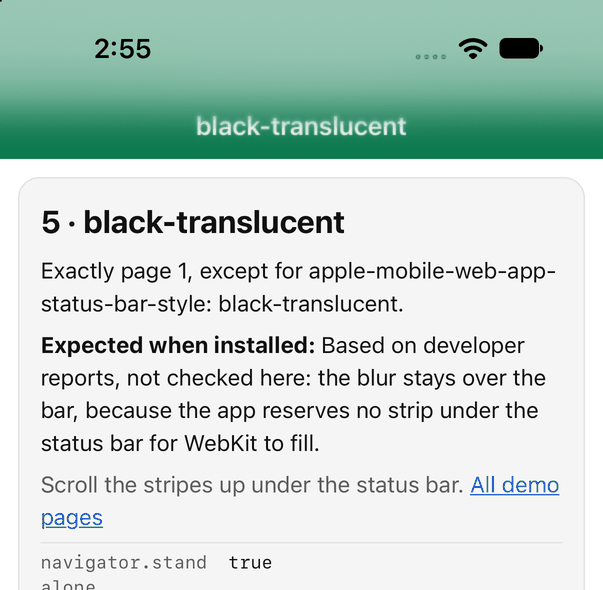 2:55
black-translucent
5 · black-translucent
Exactly page 1, except for apple-mobile-web-app-
status-bar-style: black-translucent.
Expected when installed: Based on developer
reports, not checked here: the blur stays over the
bar, because the app reserves no strip under the
status bar for WebKit to fill.
Scroll the stripes up under the status bar. All demo
pages
navigator.stand true
alone